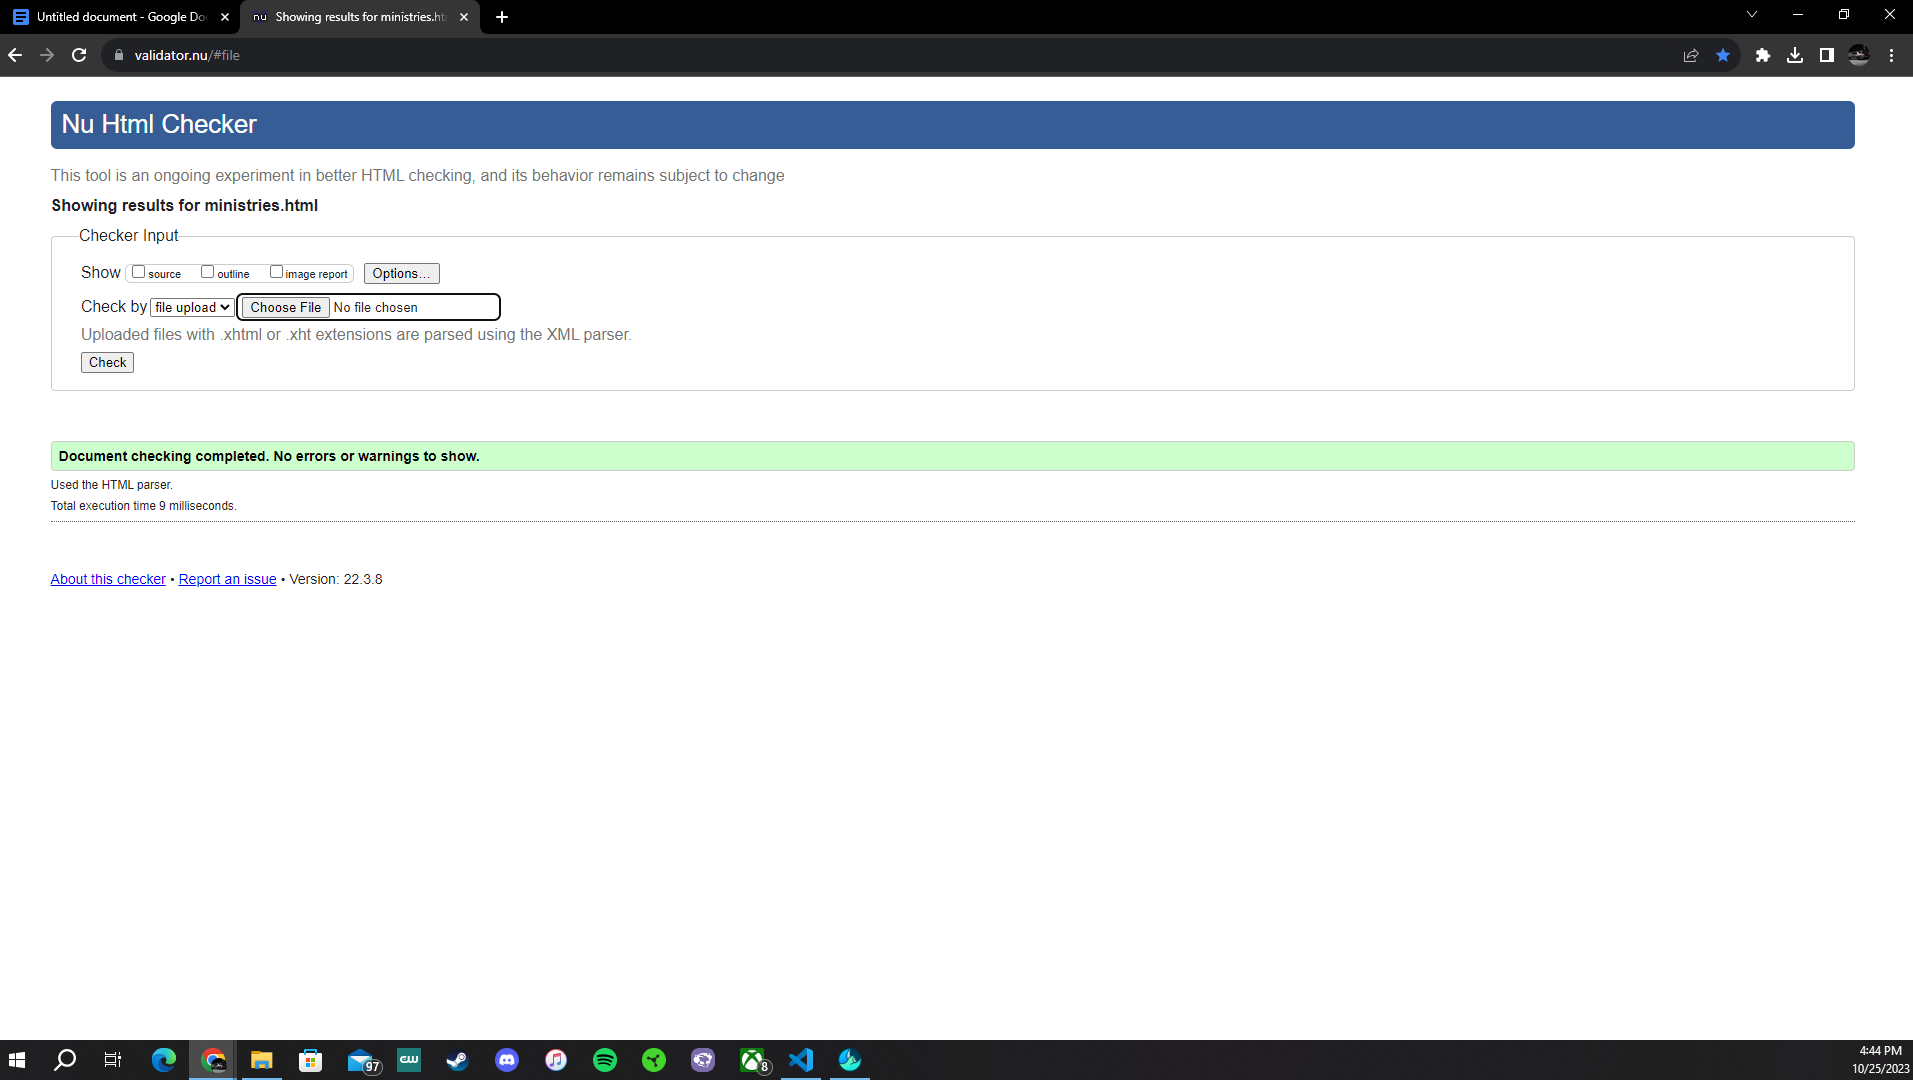 Untitled document - Google Do
Showing results for ministries.ht
validator.nu/#file
Nu Html Checker
This tool is an ongoing experiment in better HTML checking, and its behavior remains subject to change
Showing results for ministries.html
Checker Input
Show source outline image report Options...
Check by file upload Choose File No file chosen
Uploaded files with .xhtml or .xht extensions are parsed using the XML parser.
Check
Document checking completed. No errors or warnings to show.
Used the HTML parser.
Total execution time 9 milliseconds.
About this checker • Report an issue • Version: 22.3.8
97
CW
8
4:44 PM
10/25/2023